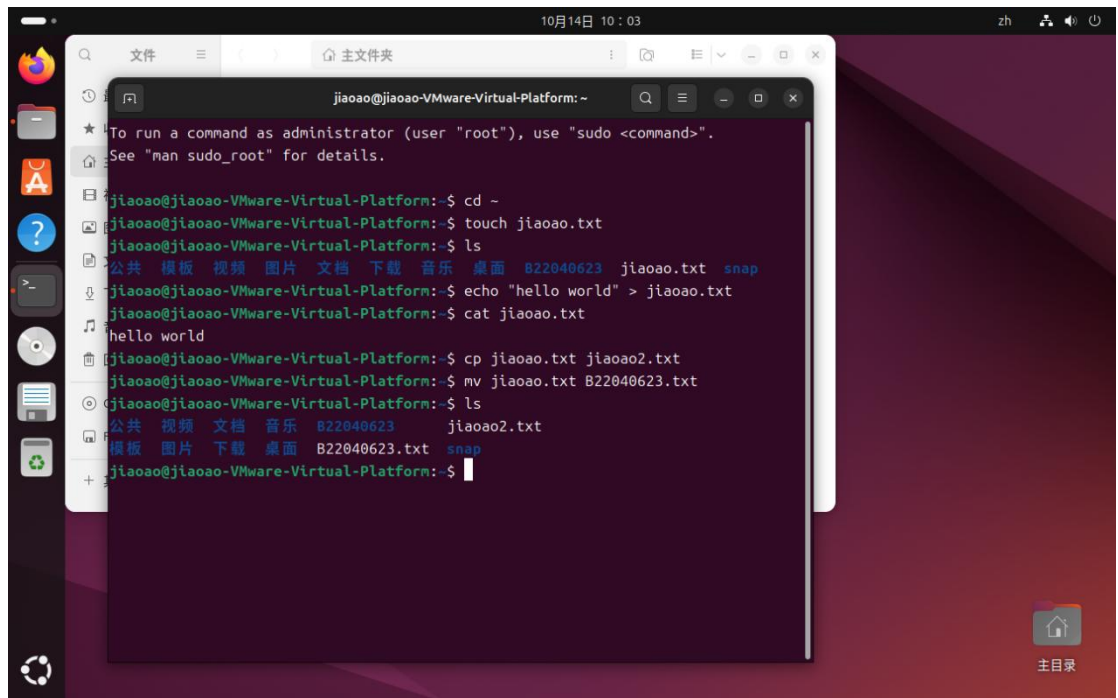 10月14日 10：03
zh
文件
主文件夹
jiaoao@jiaoao-VMware-Virtual-Platform: ~
To run a command as administrator (user "root"), use "sudo <command>".
See "man sudo_root" for details.
jiaoao@jiaoao-VMware-Virtual-Platform:~$ cd ~
jiaoao@jiaoao-VMware-Virtual-Platform:~$ touch jiaoao.txt
jiaoao@jiaoao-VMware-Virtual-Platform:~$ ls
公共 模板 视频 图片 文档 下载 音乐 桌面 B22040623 jiaoao.txt snap
jiaoao@jiaoao-VMware-Virtual-Platform:~$ echo "hello world" > jiaoao.txt
jiaoao@jiaoao-VMware-Virtual-Platform:~$ cat jiaoao.txt
hello world
jiaoao@jiaoao-VMware-Virtual-Platform:~$ cp jiaoao.txt jiaoao2.txt
jiaoao@jiaoao-VMware-Virtual-Platform:~$ mv jiaoao.txt B22040623.txt
jiaoao@jiaoao-VMware-Virtual-Platform:~$ ls
公共 视频 文档 音乐 B22040623 jiaoao2.txt
模板 图片 下载 桌面 B22040623.txt snap
jiaoao@jiaoao-VMware-Virtual-Platform:~$
主目录